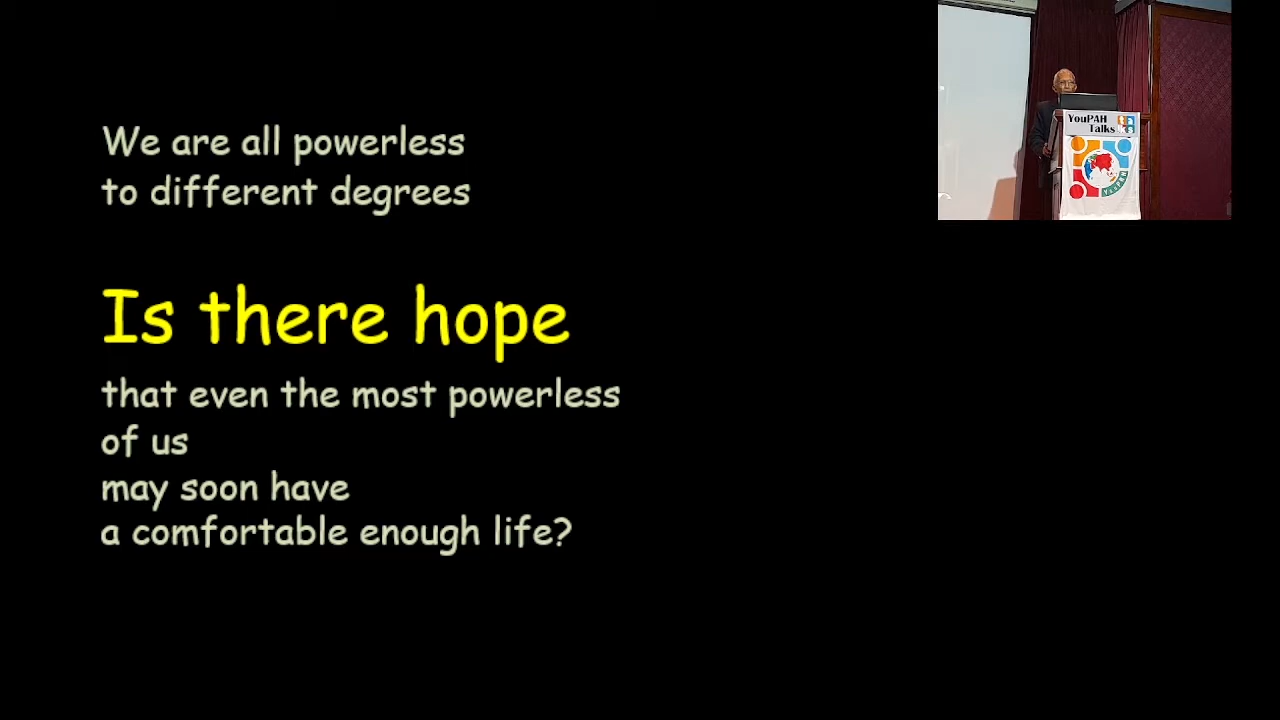 We are all powerless
to different degrees
Is there hope
that even the most powerless
of us
may soon have
a comfortable enough life?
YouPAH
Talks